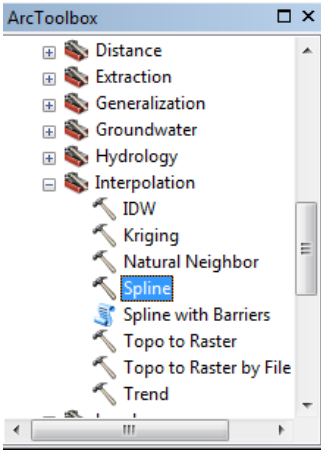 ArcToolbox
Distance
Extraction
Generalization
Groundwater
Hydrology
Interpolation
IDW
Kriging
Natural Neighbor
Spline
Spline with Barriers
Topo to Raster
Topo to Raster by File
Trend